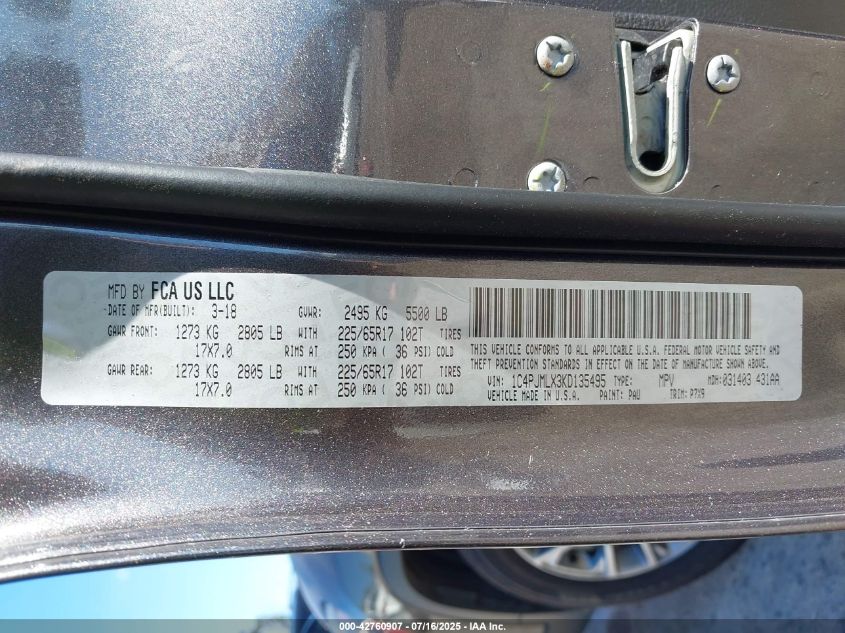 MFD BY FCA US LLC
DATE OF MFR(BUILT): 3-18 GVWR: 2495 KG 5500 LB
GAWR FRONT: 1273 KG 2805 LB WITH 225/65R17 102T TIRES
17X7.0 RIMS AT 250 KPA ( 36 PSI) COLD
GAWR REAR: 1273 KG 2805 LB WITH 225/65R17 102T TIRES
17X7.0 RIMS AT 250 KPA ( 36 PSI) COLD
THIS VEHICLE CONFORMS TO ALL APPLICABLE U.S.A. FEDERAL MOTOR VEHICLE SAFETY AND
THEFT PREVENTION STANDARDS IN EFFECT ON THE DATE OF MANUFACTURE SHOWN ABOVE.
VIN: 1C4PJMLX3KD135495 TYPE: MPV MDH: 031403 431AA
VEHICLE MADE IN U.S.A. PAINT: PAU TRIM: P7X9
000-42760907 - 07/16/2025 - IAA Inc.